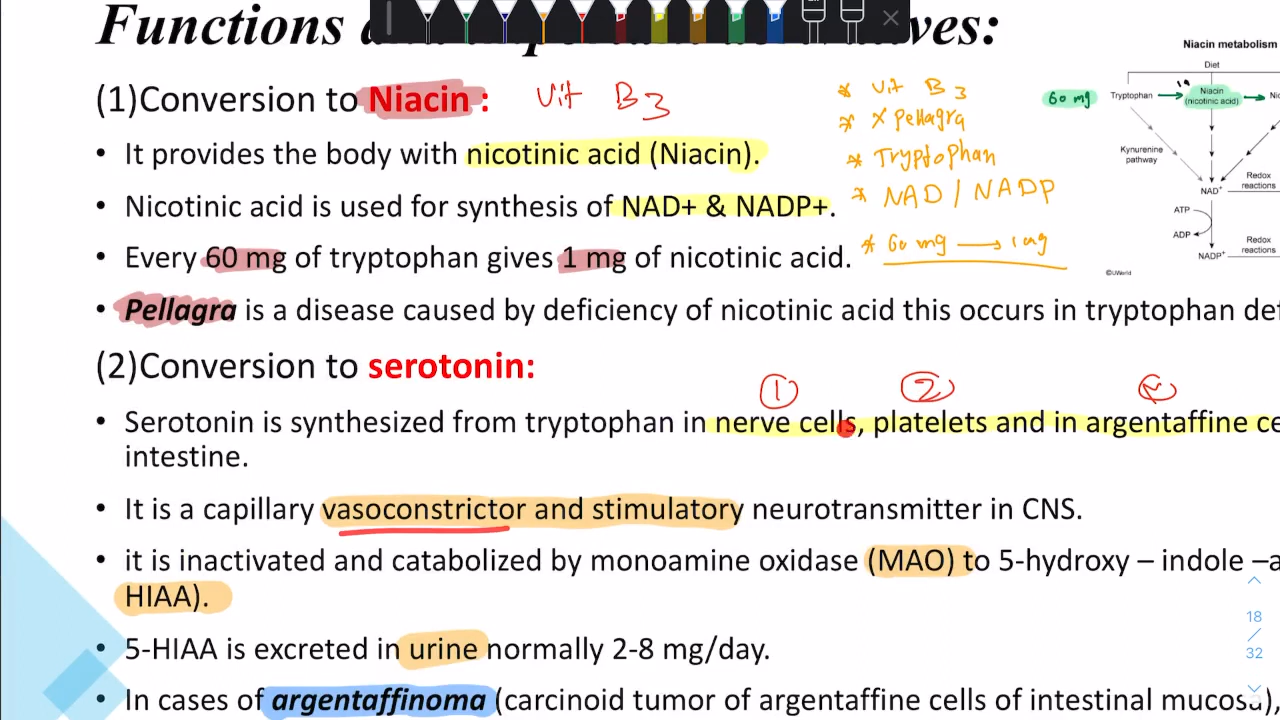 Functions a
ves:
(1)Conversion to Niacin :
Vit B3
• It provides the body with nicotinic acid (Niacin).
• Nicotinic acid is used for synthesis of NAD+ & NADP+.
• Every 60 mg of tryptophan gives 1 mg of nicotinic acid.
• Pellagra is a disease caused by deficiency of nicotinic acid this occurs in tryptophan def
* Vit B3
* X pellagra
* Tryptophan
* NAD / NADP
* 60 mg → 1 mg
Niacin metabolism
Diet
60 mg
Tryptophan
Niacin
(nicotinic acid)
Nic
Kynurenine
pathway
NAD+
Redox
reactions
ATP
ADP
NADP+
Redox
reactions
©UWorld
(2)Conversion to serotonin:
1 2
• Serotonin is synthesized from tryptophan in nerve cells, platelets and in argentaffine ce
intestine.
• It is a capillary vasoconstrictor and stimulatory neurotransmitter in CNS.
• it is inactivated and catabolized by monoamine oxidase (MAO) to 5-hydroxy – indole –a
HIAA).
• 5-HIAA is excreted in urine normally 2-8 mg/day.
• In cases of argentaffinoma (carcinoid tumor of argentaffine cells of intestinal mucosa),
18
/
32